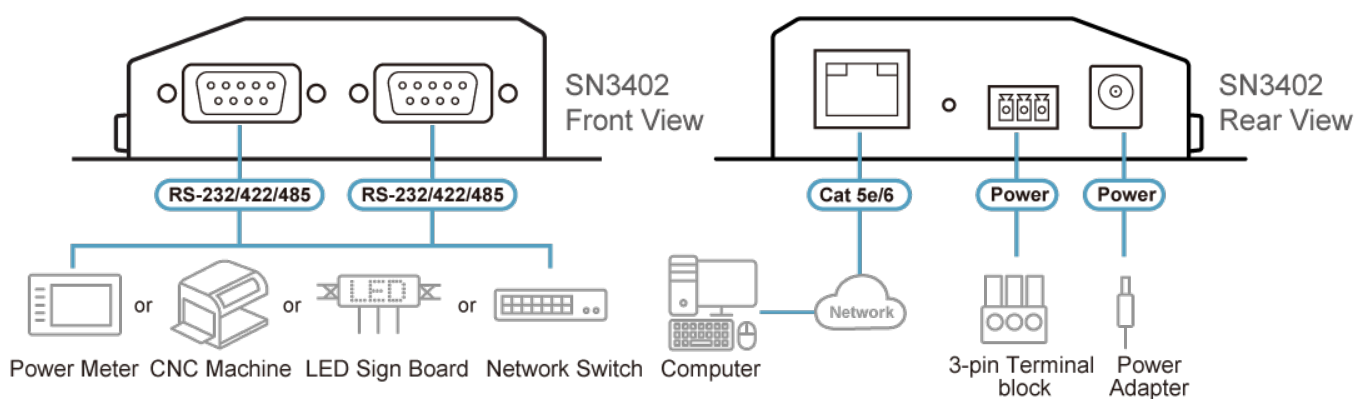 SN3402
Front View
SN3402
Rear View
RS-232/422/485
RS-232/422/485
Cat 5e/6
Power
Power
LED
Network
or
or
or
Power Meter
CNC Machine
LED Sign Board
Network Switch
Computer
3-pin Terminal
block
Power
Adapter